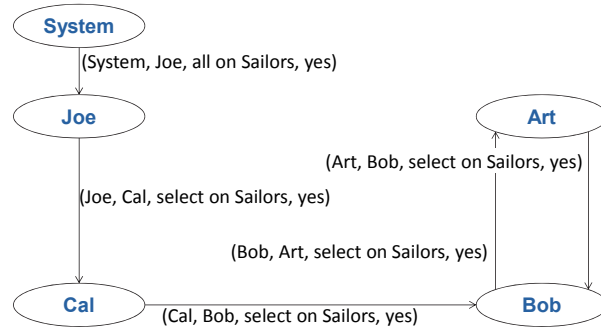 System
(System, Joe, all on Sailors, yes)
Joe
Art
(Art, Bob, select on Sailors, yes)
(Joe, Cal, select on Sailors, yes)
(Bob, Art, select on Sailors, yes)
Cal
Bob
(Cal, Bob, select on Sailors, yes)